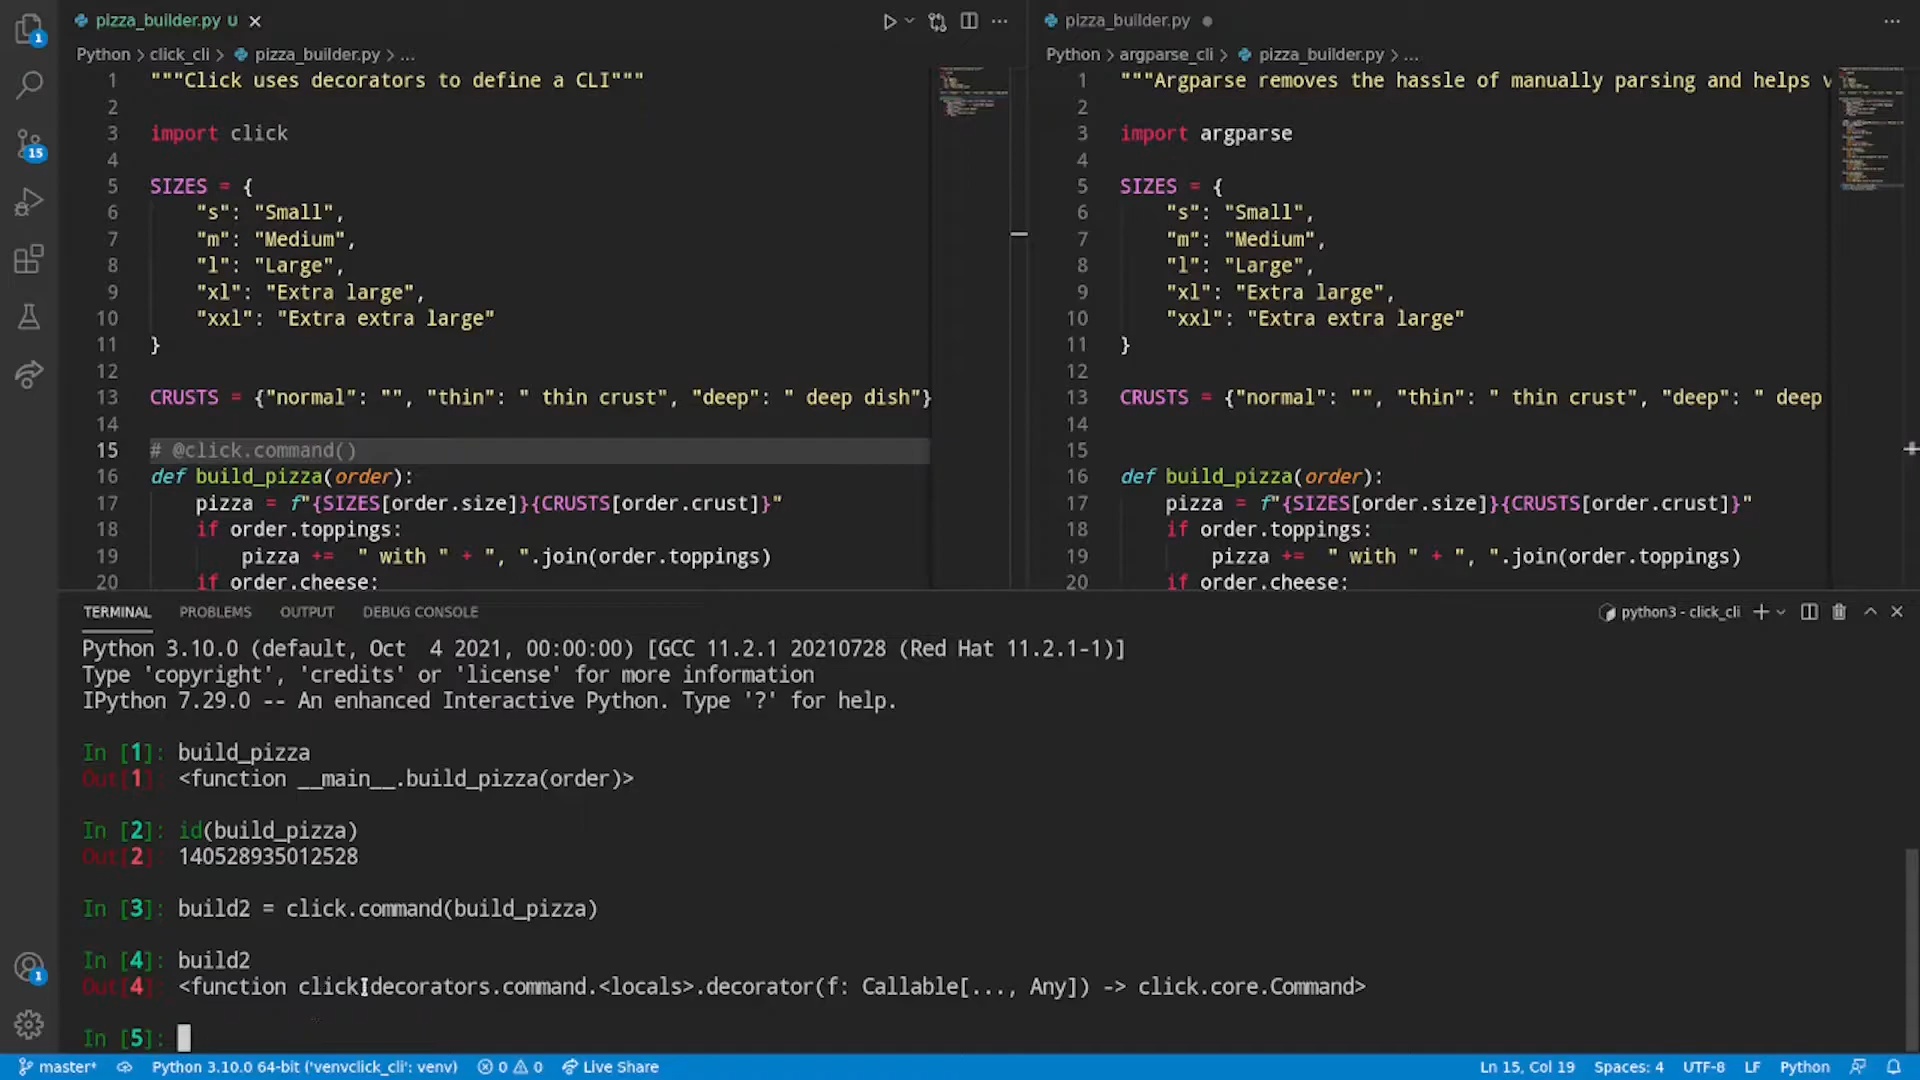 pizza_builder.py U
Python > click_cli > pizza_builder.py > ...
1 """Click uses decorators to define a CLI"""
2
3 import click
4
5 SIZES = {
6 "s": "Small",
7 "m": "Medium",
8 "l": "Large",
9 "xl": "Extra large",
10 "xxl": "Extra extra large"
11 }
12
13 CRUSTS = {"normal": "", "thin": " thin crust", "deep": " deep dish"}
14
15 # @click.command()
16 def build_pizza(order):
17 pizza = f"{SIZES[order.size]}{CRUSTS[order.crust]}"
18 if order.toppings:
19 pizza += " with " + ", ".join(order.toppings)
20 if order.cheese:
pizza_builder.py
Python > argparse_cli > pizza_builder.py > ...
1 """Argparse removes the hassle of manually parsing and helps
2
3 import argparse
4
5 SIZES = {
6 "s": "Small",
7 "m": "Medium",
8 "l": "Large",
9 "xl": "Extra large",
10 "xxl": "Extra extra large"
11 }
12
13 CRUSTS = {"normal": "", "thin": " thin crust", "deep": " deep
14
15
16 def build_pizza(order):
17 pizza = f"{SIZES[order.size]}{CRUSTS[order.crust]}"
18 if order.toppings:
19 pizza += " with " + ", ".join(order.toppings)
20 if order.cheese:
1
15
1
TERMINAL PROBLEMS OUTPUT DEBUG CONSOLE python3 - click_cli
Python 3.10.0 (default, Oct 4 2021, 00:00:00) [GCC 11.2.1 20210728 (Red Hat 11.2.1-1)]
Type 'copyright', 'credits' or 'license' for more information
IPython 7.29.0 -- An enhanced Interactive Python. Type '?' for help.
In [1]: build_pizza
Out[1]: <function __main__.build_pizza(order)>
In [2]: id(build_pizza)
Out[2]: 140528935012528
In [3]: build2 = click.command(build_pizza)
In [4]: build2
Out[4]: <function click.decorators.command.<locals>.decorator(f: Callable[..., Any]) -> click.core.Command>
In [5]:
master* Python 3.10.0 64-bit ('venvclick_cli': venv) 0 0 Live Share Ln 15, Col 19 Spaces: 4 UTF-8 LF Python